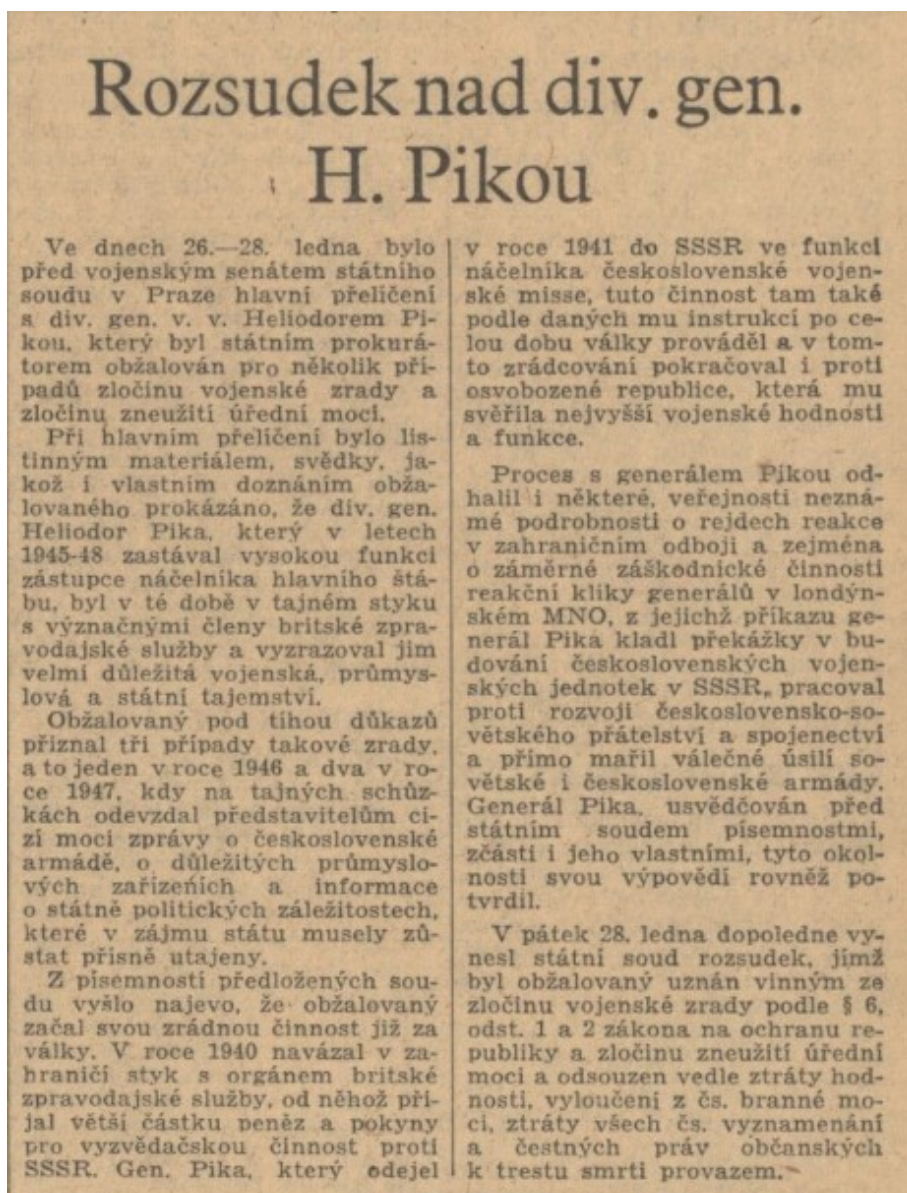 Rozsudek nad div. gen.
H. Pikou
Ve dnech 26.—28. ledna bylo
před vojenským senátem státního
soudu v Praze hlavní přelíčení
s div. gen. v. v. Heliodorem Pi-
kou, který byl státním prokurá-
torem obžalován pro několik pří-
padů zločinu vojenské zrady a
zločinu zneužití úřední moci.
Při hlavním přelíčení bylo lis-
tinným materiálem, svědky, ja-
kož i vlastním doznáním obža-
lovaného prokázáno, že div. gen.
Heliodor Pika, který v letech
1945-48 zastával vysokou funkci
zástupce náčelníka hlavního štá-
bu, byl v té době v tajném styku
s význačnými členy britské zpra-
vodajské služby a vyzrazoval jim
velmi důležitá vojenská, průmys-
lová a státní tajemství.
Obžalovaný pod tíhou důkazů
přiznal tři případy takové zrady,
a to jeden v roce 1946 a dva v ro-
ce 1947, kdy na tajných schůz-
kách odevzdal představitelům ci-
zí moci zprávy o československé
armádě, o důležitých průmyslo-
vých zařízeních a informace
o státně politických záležitostech,
které v zájmu státu musely zů-
stat přísně utajeny.
Z písemností předložených sou-
du vyšlo najevo, že obžalovaný
začal svou zrádnou činnost již za
války. V roce 1940 navázal v za-
hraničí styk s orgánem britské
zpravodajské služby, od něhož při-
jal větší částku peněz a pokyny
pro vyzvědačskou činnost proti
SSSR. Gen. Pika, který odejel
v roce 1941 do SSSR ve funkci
náčelníka československé vojen-
ské misse, tuto činnost tam také
podle daných mu instrukcí po ce-
lou dobu války prováděl a v tom-
to zrádcování pokračoval i proti
osvobozené republice, která mu
svěřila nejvyšší vojenské hodnosti
a funkce.
Proces s generálem Pikou od-
halil i některé, veřejnosti nezná-
mé podrobnosti o rejdech reakce
v zahraničním odboji a zejména
o záměrné záškodnické činnosti
reakční kliky generálů v londýn-
ském MNO, z jejichž příkazu ge-
nerál Pika kladl překážky v bu-
dování československých vojen-
ských jednotek v SSSR, pracoval
proti rozvoji československo-so-
větského přátelství a spojenectví
a přímo mařil válečné úsilí so-
větské i československé armády.
Generál Pika, usvědčován před
státním soudem písemnostmi,
zčásti i jeho vlastními, tyto okol-
nosti svou výpovědí rovněž po-
tvrdil.
V pátek 28. ledna dopoledne vy-
nesl státní soud rozsudek, jímž
byl obžalovaný uznán vinným ze
zločinu vojenské zrady podle § 6,
odst. 1 a 2 zákona na ochranu re-
publiky a zločinu zneužití úřední
moci a odsouzen vedle ztráty hod-
nosti, vyloučení z čs. branné mo-
ci, ztráty všech čs. vyznamenání
a čestných práv občanských
k trestu smrti provazem.